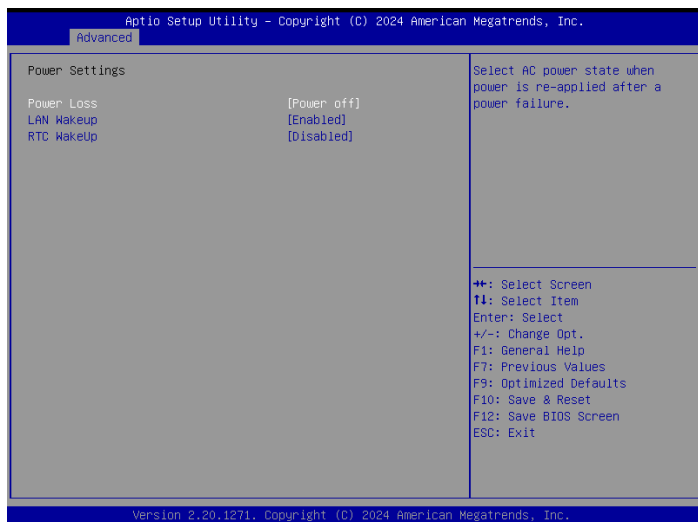 Aptio Setup Utility – Copyright (C) 2024 American Megatrends, Inc.
Advanced
Power Settings
Power Loss [Power off]
LAN Wakeup [Enabled]
RTC WakeUp [Disabled]
Select AC power state when
power is re-applied after a
power failure.
→←: Select Screen
↑↓: Select Item
Enter: Select
+/-: Change Opt.
F1: General Help
F7: Previous Values
F9: Optimized Defaults
F10: Save & Reset
F12: Save BIOS Screen
ESC: Exit
Version 2.20.1271. Copyright (C) 2024 American Megatrends, Inc.